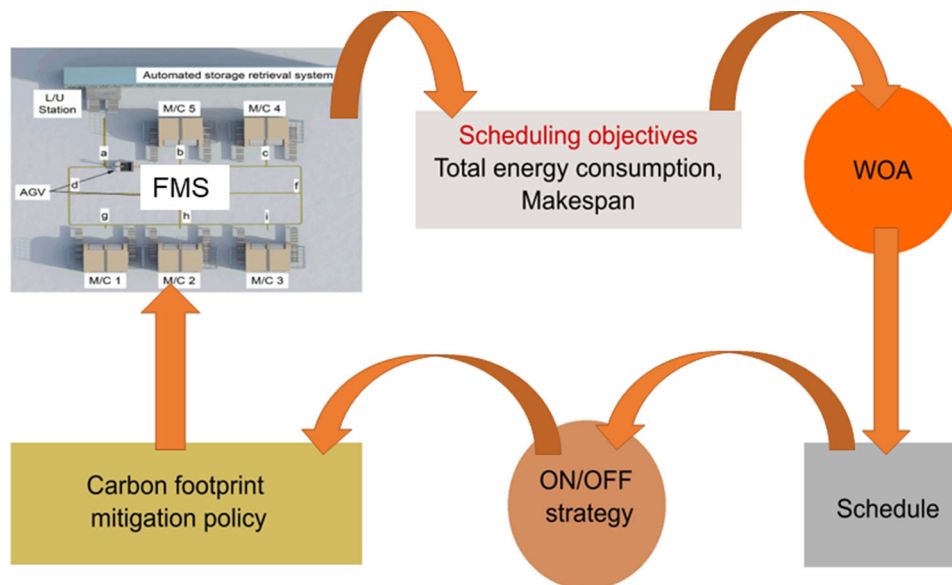 Automated storage retrieval system
L/U
Station
M/C 5
M/C 4
a
b
c
AGV
d
FMS
f
g
h
i
M/C 1
M/C 2
M/C 3
Scheduling objectives
Total energy consumption,
Makespan
WOA
Carbon footprint
mitigation policy
ON/OFF
strategy
Schedule